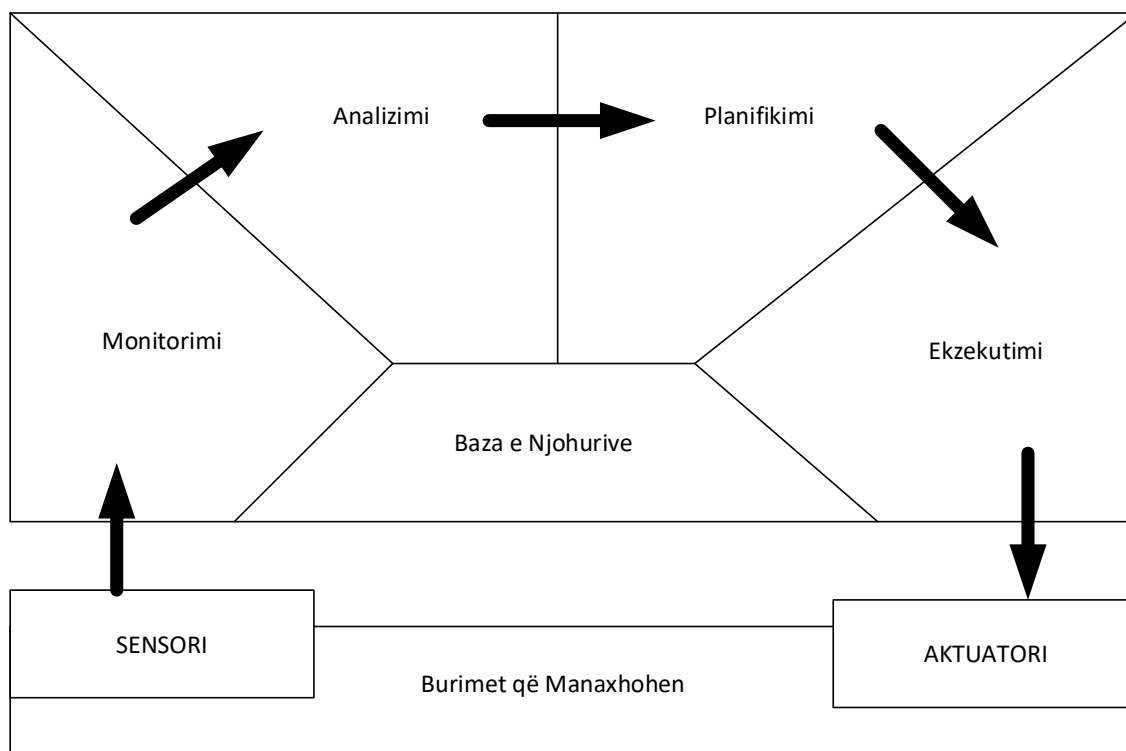 Analizimi
Planifikimi
Monitorimi
Ekzekutimi
Baza e Njohurive
SENSORI
AKTUATORI
Burimet që Manaxhohen